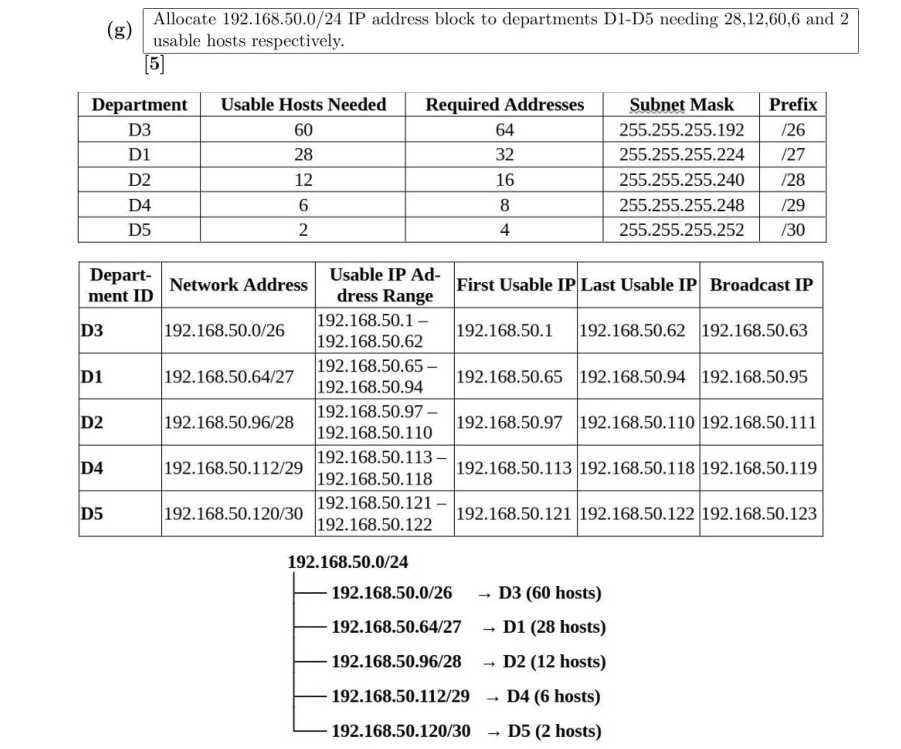 (g) Allocate 192.168.50.0/24 IP address block to departments D1-D5 needing 28,12,60,6 and 2
usable hosts respectively.
[5]
Department Usable Hosts Needed Required Addresses Subnet Mask Prefix
D3 60 64 255.255.255.192 /26
D1 28 32 255.255.255.224 /27
D2 12 16 255.255.255.240 /28
D4 6 8 255.255.255.248 /29
D5 2 4 255.255.255.252 /30
Depart-
ment ID
Network Address
Usable IP Ad-
dress Range
First Usable IP Last Usable IP Broadcast IP
D3 192.168.50.0/26
192.168.50.1 –
192.168.50.62
192.168.50.1 192.168.50.62 192.168.50.63
D1 192.168.50.64/27
192.168.50.65 –
192.168.50.94
192.168.50.65 192.168.50.94 192.168.50.95
D2 192.168.50.96/28
192.168.50.97 –
192.168.50.110
192.168.50.97 192.168.50.110 192.168.50.111
D4 192.168.50.112/29
192.168.50.113 –
192.168.50.118
192.168.50.113 192.168.50.118 192.168.50.119
D5 192.168.50.120/30
192.168.50.121 –
192.168.50.122
192.168.50.121 192.168.50.122 192.168.50.123
192.168.50.0/24
192.168.50.0/26 → D3 (60 hosts)
192.168.50.64/27 → D1 (28 hosts)
192.168.50.96/28 → D2 (12 hosts)
192.168.50.112/29 → D4 (6 hosts)
192.168.50.120/30 → D5 (2 hosts)